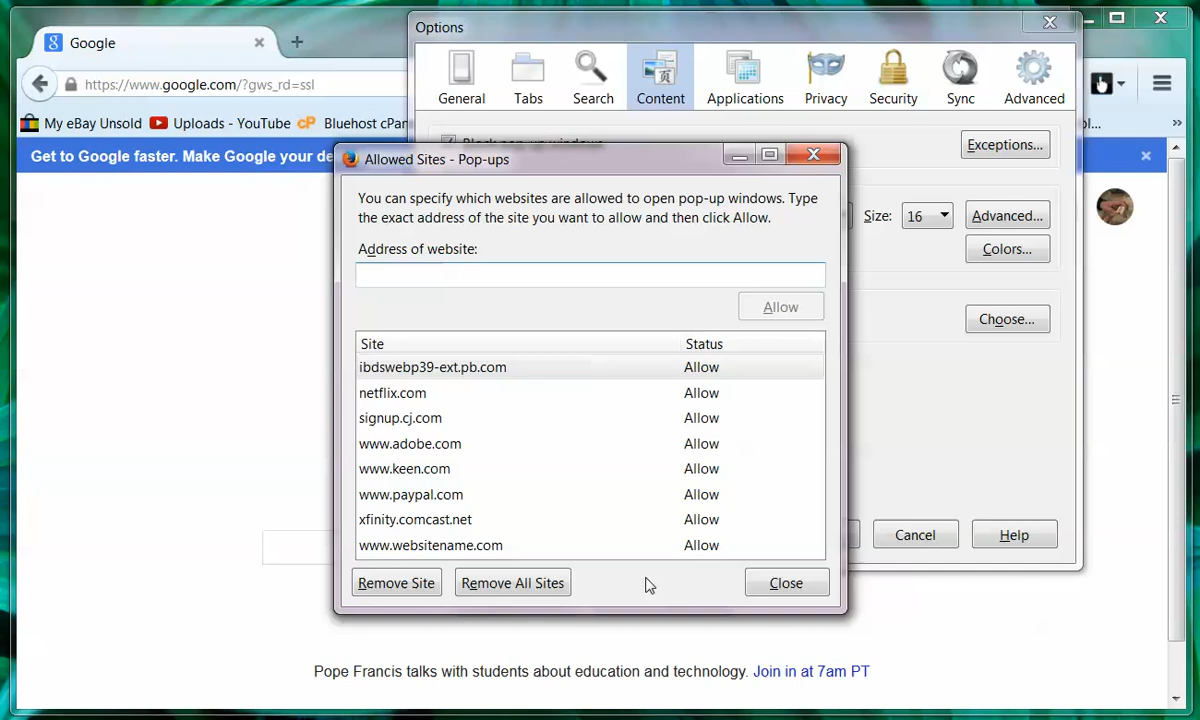 Options
Google
https://www.google.com/?gws_rd=ssl
General Tabs Search Content Applications Privacy Security Sync Advanced
My eBay Unsold Uploads - YouTube cP Bluehost cPan
Exceptions...
Get to Google faster. Make Google your de
Allowed Sites - Pop-ups
You can specify which websites are allowed to open pop-up windows. Type
the exact address of the site you want to allow and then click Allow.
Size: 16 Advanced...
Address of website:
Colors...
Allow
Choose...
Site Status
ibdswebp39-ext.pb.com Allow
netflix.com Allow
signup.cj.com Allow
www.adobe.com Allow
www.keen.com Allow
www.paypal.com Allow
xfinity.comcast.net Allow
www.websitename.com Allow
Cancel Help
Remove Site Remove All Sites Close
Pope Francis talks with students about education and technology. Join in at 7am PT